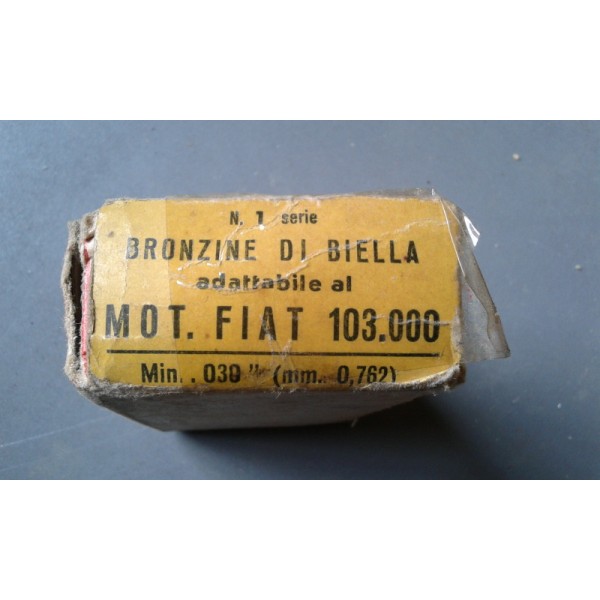 N. 1 serie
BRONZINE DI BIELLA
adattabile al
MOT. FIAT 103.000
Min. .030" (mm. 0,762)